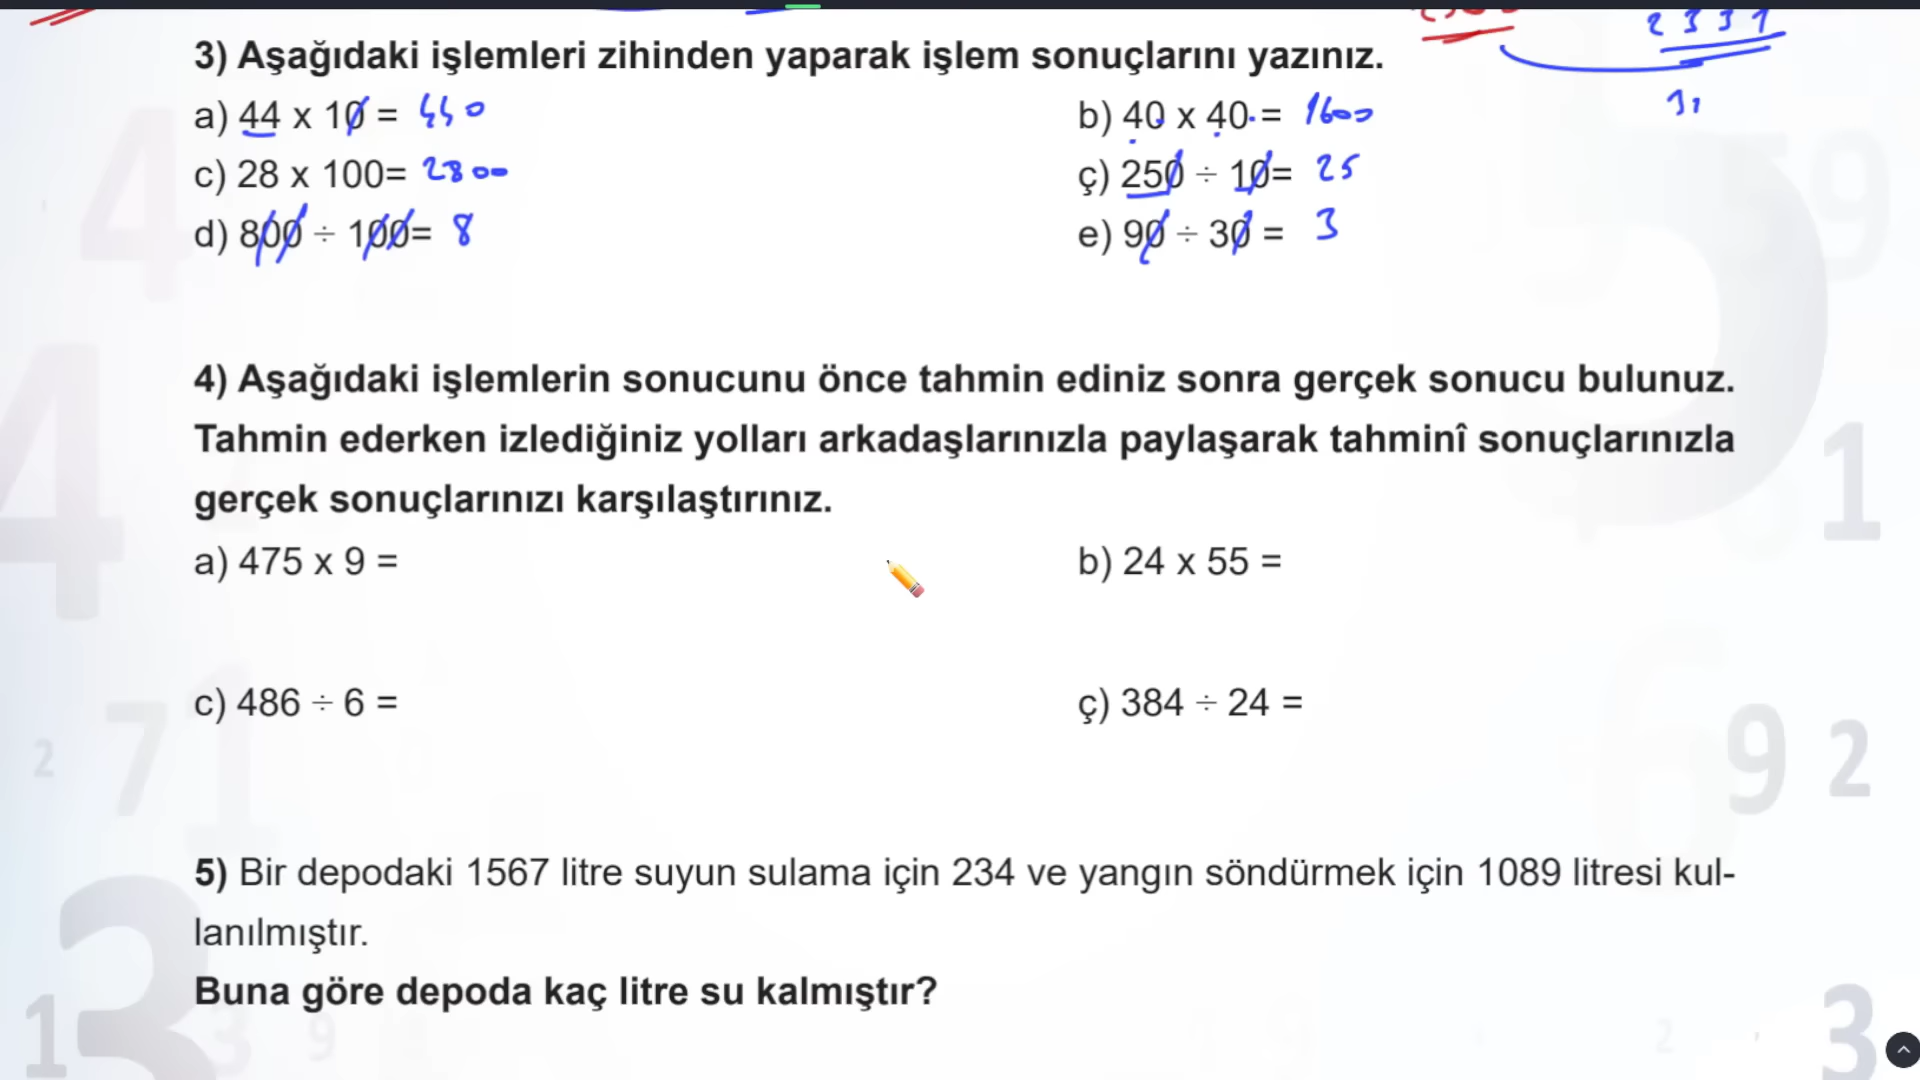 2331
3) Aşağıdaki işlemleri zihinden yaparak işlem sonuçlarını yazınız.
a) 44 x 10 = 440
b) 40 x 40 = 1600
c) 28 x 100= 2800
ç) 250 ÷ 10= 25
d) 800 ÷ 100= 8
e) 90 ÷ 30 = 3
4) Aşağıdaki işlemlerin sonucunu önce tahmin ediniz sonra gerçek sonucu bulunuz.
Tahmin ederken izlediğiniz yolları arkadaşlarınızla paylaşarak tahminî sonuçlarınızla
gerçek sonuçlarınızı karşılaştırınız.
a) 475 x 9 =
b) 24 x 55 =
c) 486 ÷ 6 =
ç) 384 ÷ 24 =
5) Bir depodaki 1567 litre suyun sulama için 234 ve yangın söndürmek için 1089 litresi kul-
lanılmıştır.
Buna göre depoda kaç litre su kalmıştır?